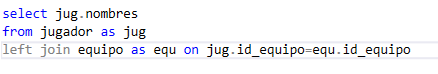 select jug.nombres
from jugador as jug
left join equipo as equ on jug.id_equipo=equ.id_equipo